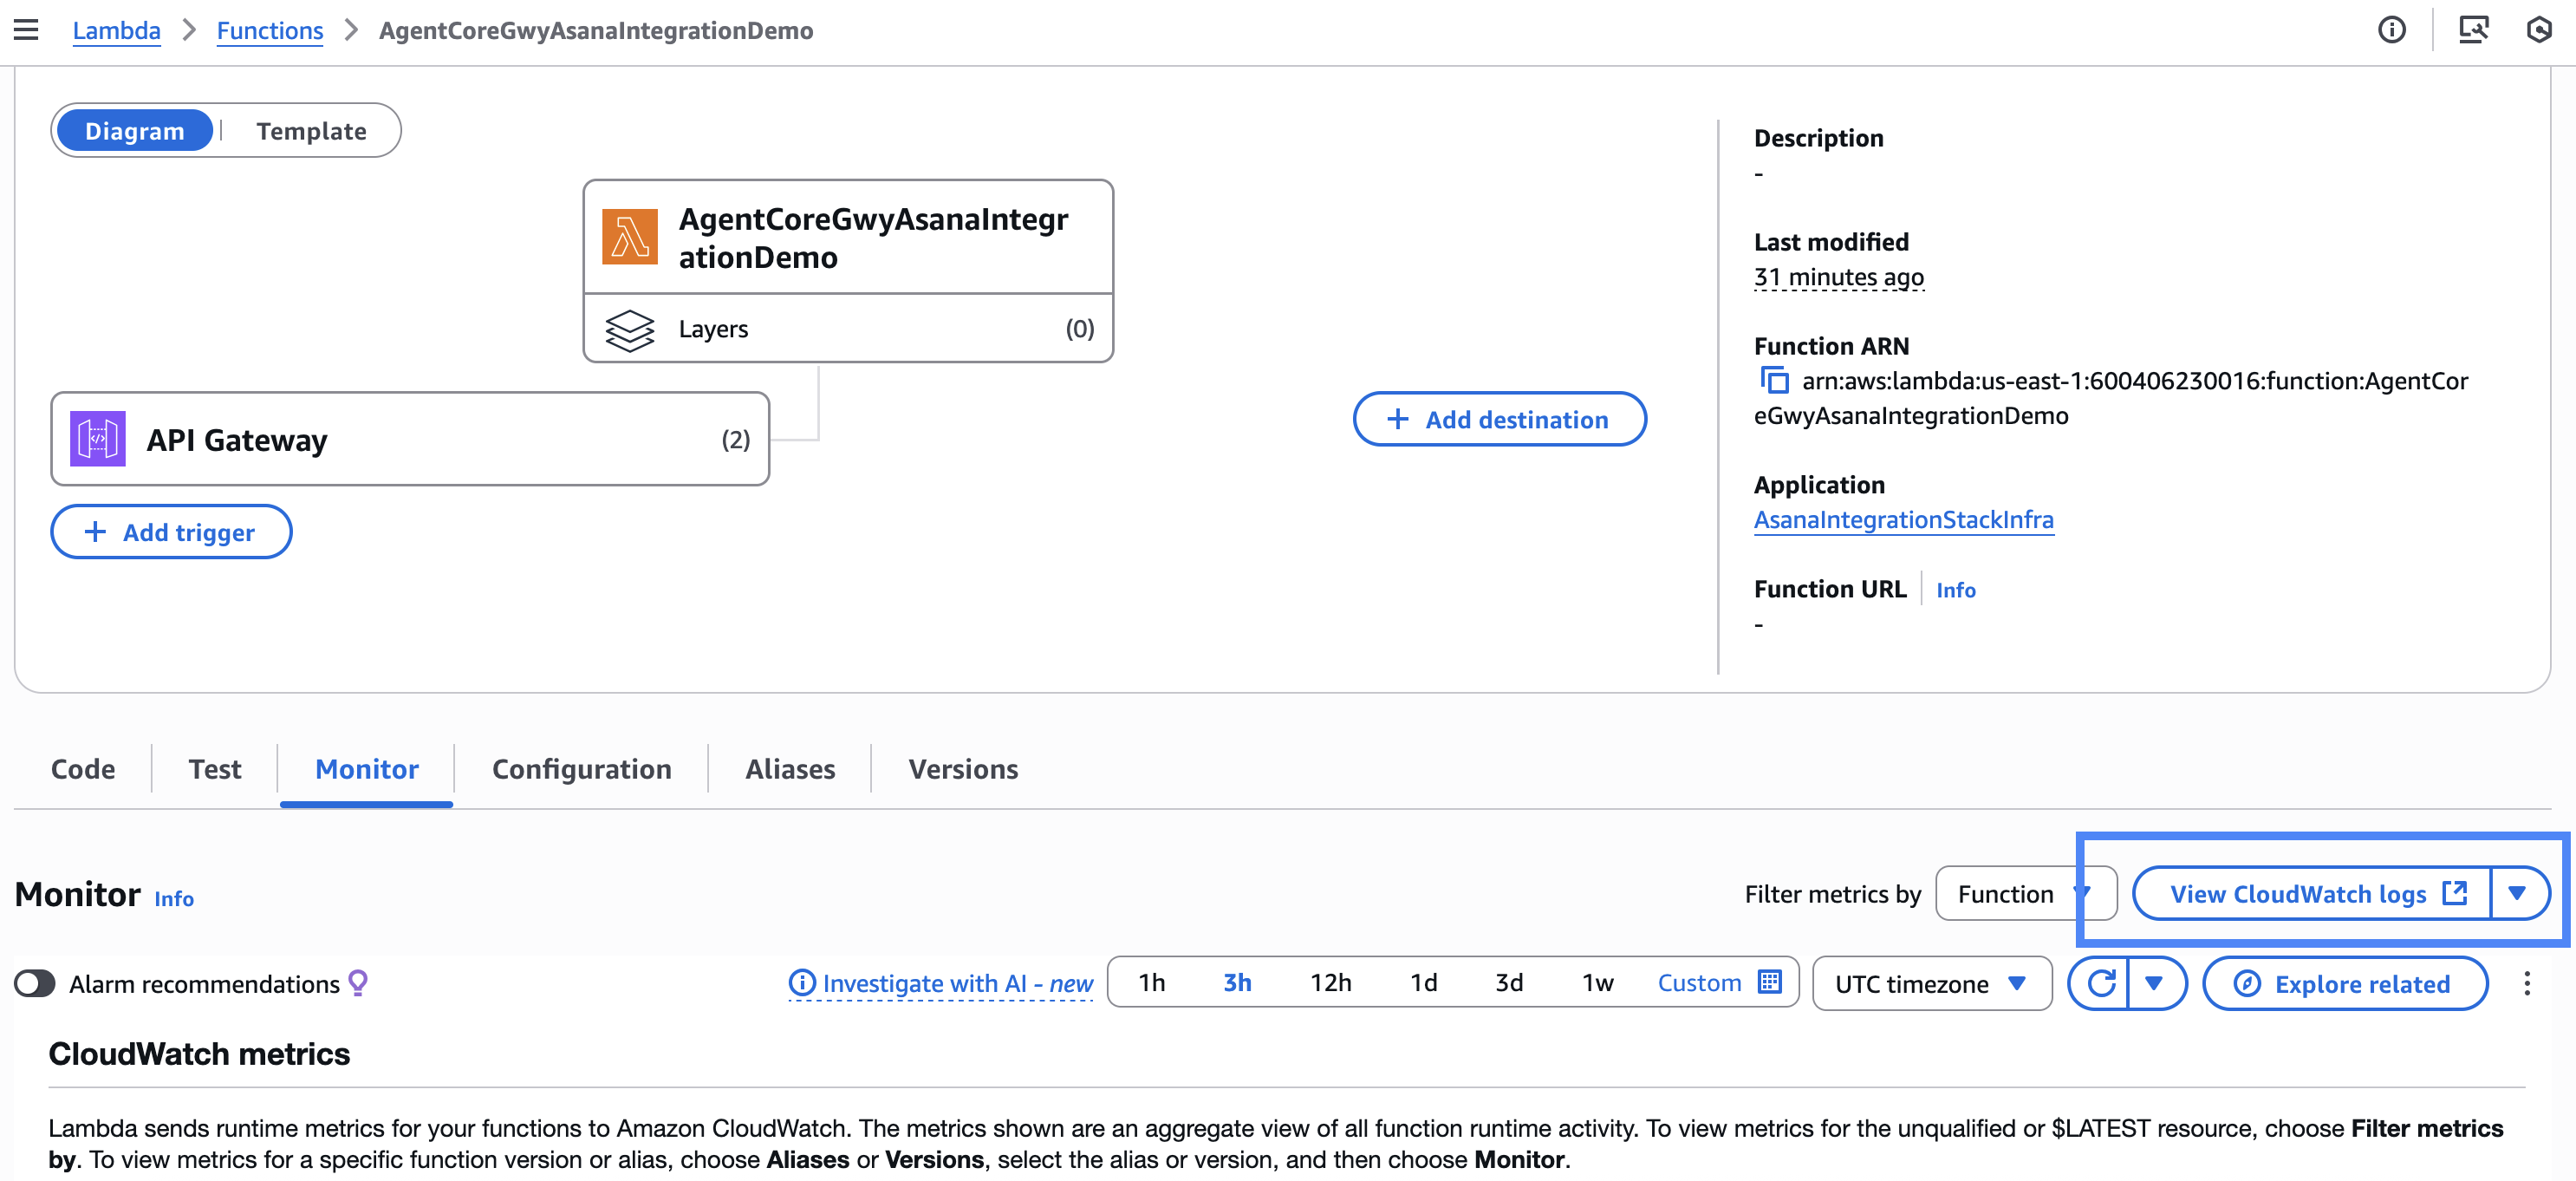 Lambda > Functions > AgentCoreGwyAsanaIntegrationDemo
Diagram | Template
AgentCoreGwyAsanaIntegr
ationDemo
Layers (0)
API Gateway (2)
+ Add trigger
+ Add destination
Description
-
Last modified
31 minutes ago
Function ARN
arn:aws:lambda:us-east-1:600406230016:function:AgentCor
eGwyAsanaIntegrationDemo
Application
AsanaIntegrationStackInfra
Function URL | Info
-
Code Test Monitor Configuration Aliases Versions
Monitor Info Filter metrics by Function View CloudWatch logs
Alarm recommendations Investigate with AI - new 1h 3h 12h 1d 3d 1w Custom UTC timezone Explore related
CloudWatch metrics
Lambda sends runtime metrics for your functions to Amazon CloudWatch. The metrics shown are an aggregate view of all function runtime activity. To view metrics for the unqualified or $LATEST resource, choose Filter metrics
by. To view metrics for a specific function version or alias, choose Aliases or Versions, select the alias or version, and then choose Monitor.